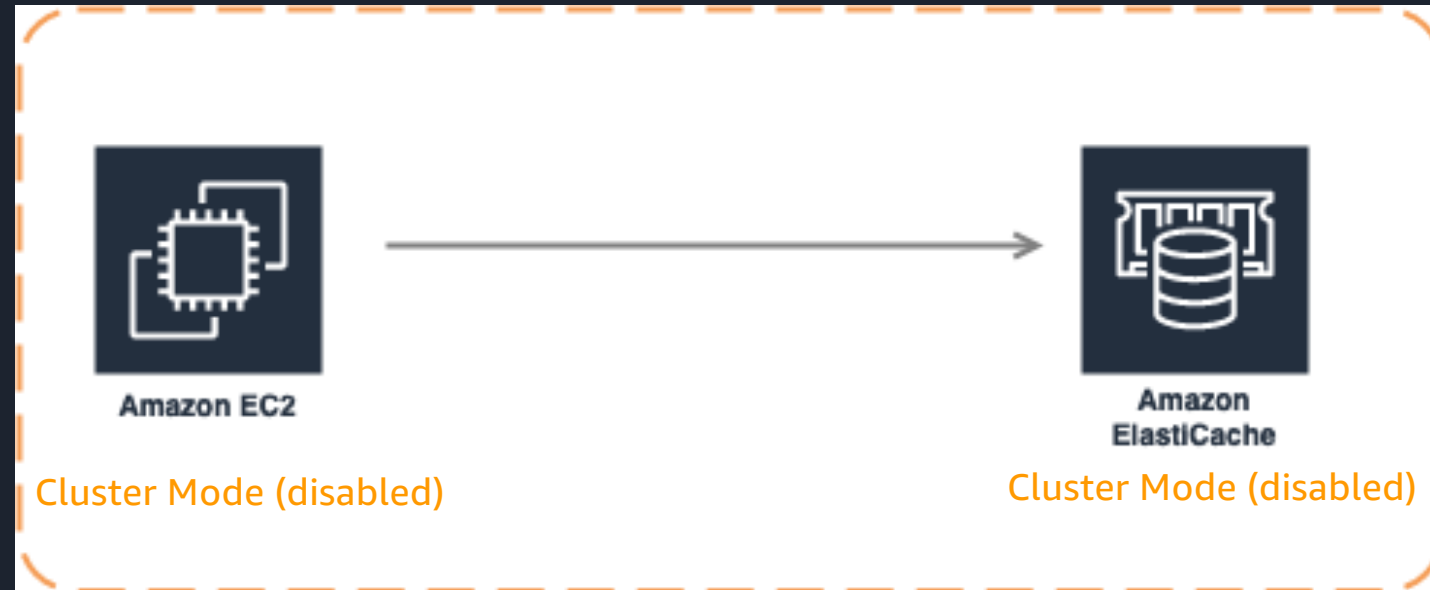 Amazon EC2
Cluster Mode (disabled)
Amazon
ElastiCache
Cluster Mode (disabled)